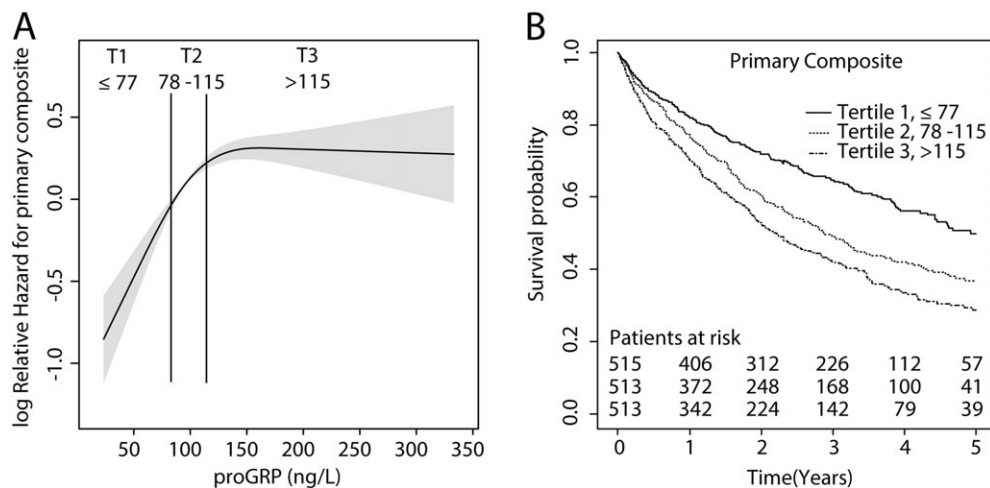 A
T1 T2 T3
≤ 77 78 -115 >115
log Relative Hazard for primary composite
0.5
0.0
-0.5
-1.0
50 100 150 200 250 300 350
proGRP (ng/L)
B
Primary Composite
Tertile 1, ≤ 77
Tertile 2, 78 -115
Tertile 3, >115
Survival probability
1.0
0.8
0.6
0.4
0.2
0.0
Patients at risk
515 406 312 226 112 57
513 372 248 168 100 41
513 342 224 142 79 39
0 1 2 3 4 5
Time(Years)